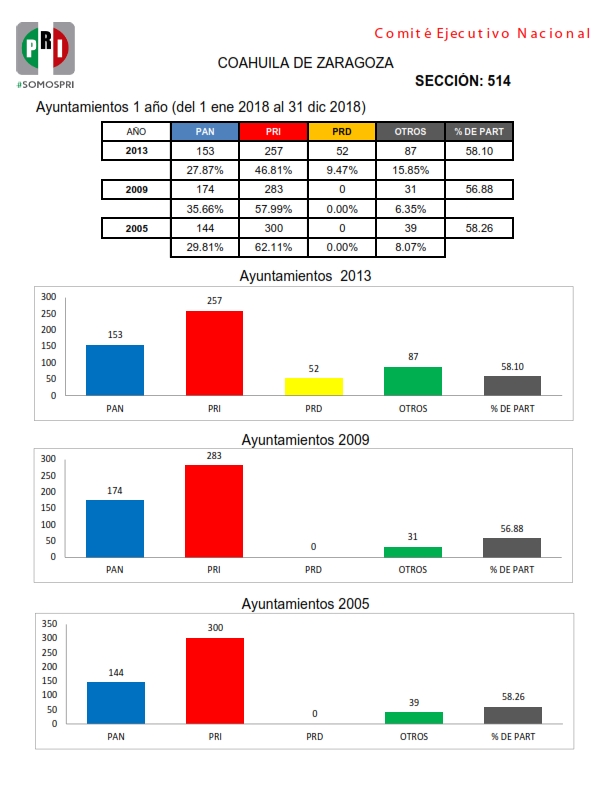 Comité Ejecutivo Nacional
PRI
#SOMOSPRI
COAHUILA DE ZARAGOZA
SECCIÓN: 514
Ayuntamientos 1 año (del 1 ene 2018 al 31 dic 2018)
AÑO PAN PRI PRD OTROS % DE PART
2013 153 257 52 87 58.10
27.87% 46.81% 9.47% 15.85%
2009 174 283 0 31 56.88
35.66% 57.99% 0.00% 6.35%
2005 144 300 0 39 58.26
29.81% 62.11% 0.00% 8.07%
Ayuntamientos 2013
300
250
200
150
100
50
0
153 257 52 87 58.10
PAN PRI PRD OTROS % DE PART
Ayuntamientos 2009
300
250
200
150
100
50
0
174 283 0 31 56.88
PAN PRI PRD OTROS % DE PART
Ayuntamientos 2005
350
300
250
200
150
100
50
0
144 300 0 39 58.26
PAN PRI PRD OTROS % DE PART